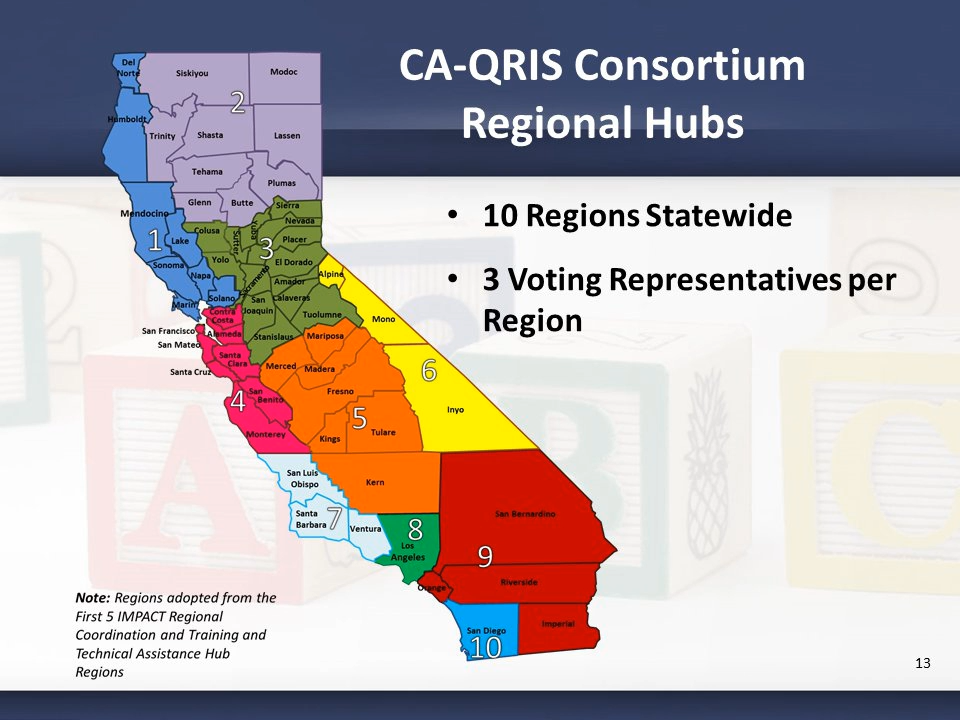 CA-QRIS Consortium
Regional Hubs
• 10 Regions Statewide
• 3 Voting Representatives per
Region
Del
Norte
Siskiyou
Modoc
2
Humboldt
Trinity
Shasta
Lassen
Tehama
Plumas
Glenn
Butte
Sierra
Mendocino
Nevada
Colusa
Sutter
Yuba
Placer
1
Lake
3
Yolo
El Dorado
Sonoma
Napa
Sacramento
Amador
Alpine
Marin
Solano
San
Joaquin
Calaveras
Contra
Costa
Tuolumne
Mono
San Francisco
Alameda
Stanislaus
Mariposa
San Mateo
Santa
Clara
Merced
Madera
6
Santa Cruz
San
Benito
Fresno
4
5
Inyo
Monterey
Kings
Tulare
San Luis
Obispo
Kern
Santa
Barbara
7
Ventura
8
Los
Angeles
San Bernardino
9
Orange
Riverside
San Diego
10
Imperial
Note: Regions adopted from the
First 5 IMPACT Regional
Coordination and Training and
Technical Assistance Hub
Regions
13
A
B
C